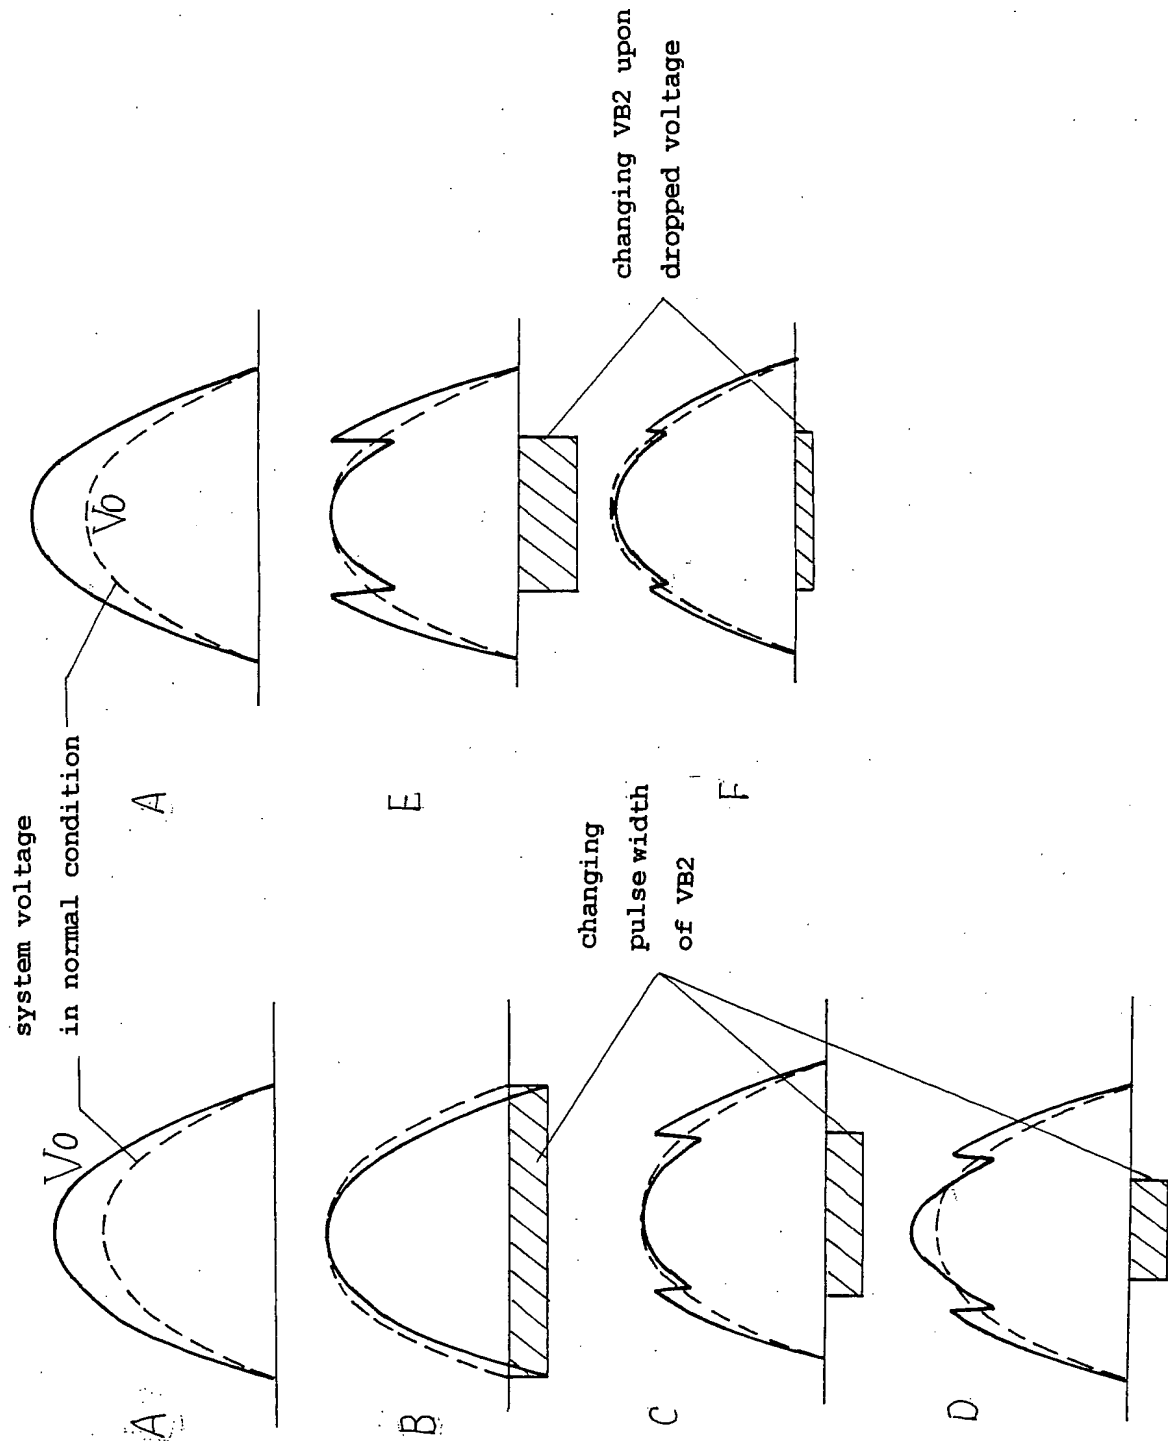 system voltage
in normal condition
V0
V0
A
A
B
E
changing
pulse width
of VB2
changing VB2 upon
dropped voltage
C
F
D